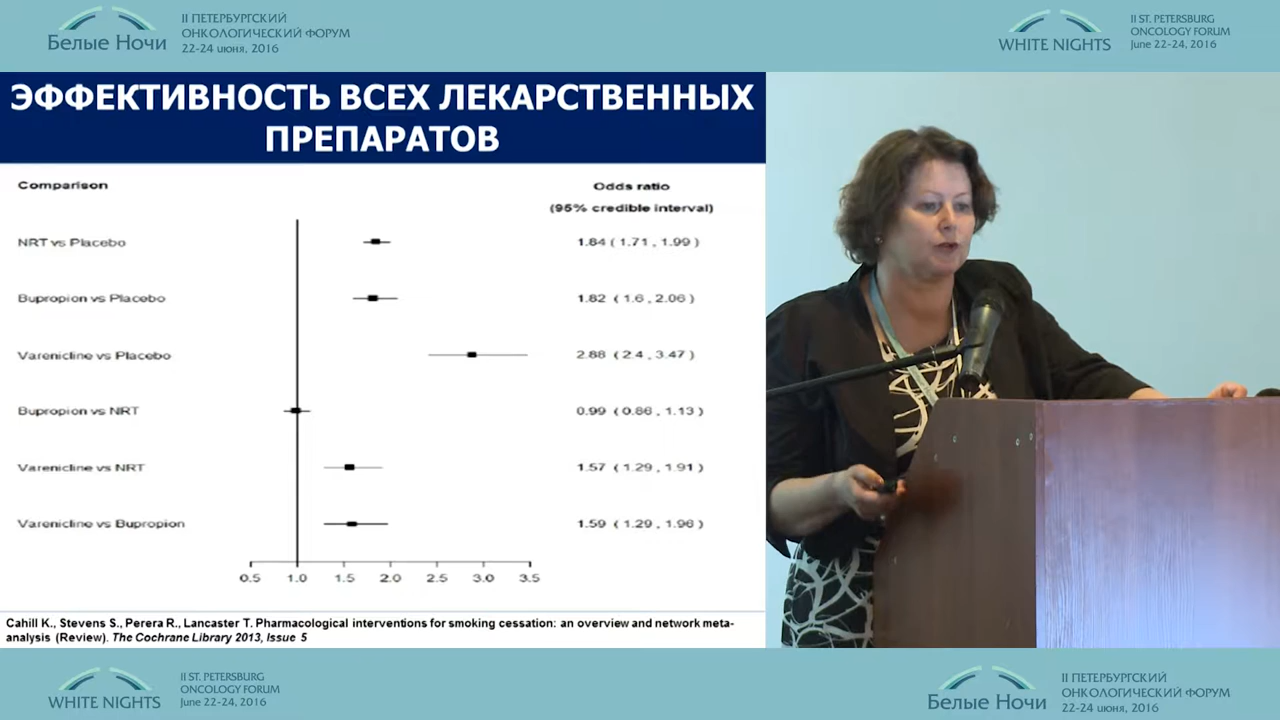 Белые Ночи
II ПЕТЕРБУРГСКИЙ
ОНКОЛОГИЧЕСКИЙ ФОРУМ
22-24 июня, 2016
WHITE NIGHTS
II ST. PETERSBURG
ONCOLOGY FORUM
June 22-24, 2016
ЭФФЕКТИВНОСТЬ ВСЕХ ЛЕКАРСТВЕННЫХ
ПРЕПАРАТОВ
Comparison
Odds ratio
(95% credible interval)
NRT vs Placebo
1.84 ( 1.71 , 1.99 )
Bupropion vs Placebo
1.82 ( 1.6 , 2.06 )
Varenicline vs Placebo
2.88 ( 2.4 , 3.47 )
Bupropion vs NRT
0.99 ( 0.86 , 1.13 )
Varenicline vs NRT
1.57 ( 1.29 , 1.91 )
Varenicline vs Bupropion
1.59 ( 1.29 , 1.96 )
0.5 1.0 1.5 2.0 2.5 3.0 3.5
Cahill K., Stevens S., Perera R., Lancaster T. Pharmacological interventions for smoking cessation: an overview and network meta-
analysis (Review). The Cochrane Library 2013, Issue 5
WHITE NIGHTS
II ST. PETERSBURG
ONCOLOGY FORUM
June 22-24, 2016
Белые Ночи
II ПЕТЕРБУРГСКИЙ
ОНКОЛОГИЧЕСКИЙ ФОРУМ
22-24 июня, 2016